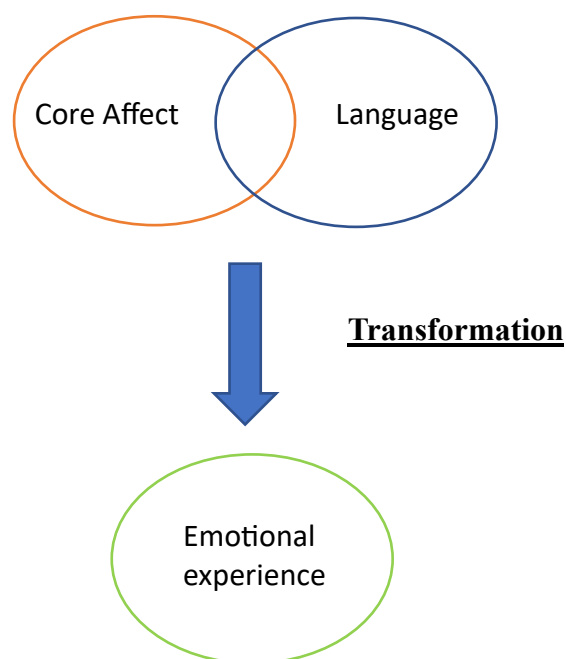 Core Affect
Language
Transformation
Emotional
experience